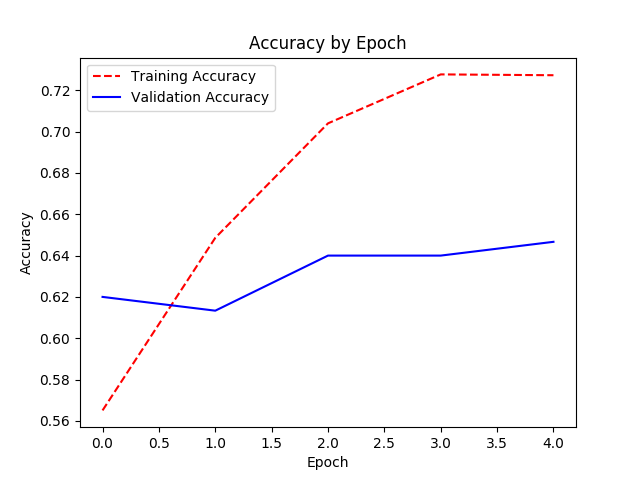 Accuracy by Epoch
Training Accuracy
Validation Accuracy
0.72
0.70
0.68
0.66
0.64
0.62
0.60
0.58
0.56
Accuracy
0.0 0.5 1.0 1.5 2.0 2.5 3.0 3.5 4.0
Epoch